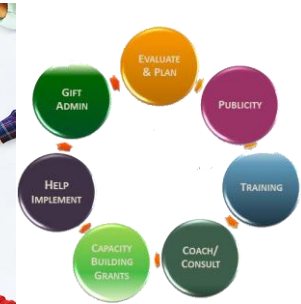 EVALUATE
& PLAN
PUBLICITY
TRAINING
COACH/
CONSULT
CAPACITY
BUILDING
GRANTS
HELP
IMPLEMENT
GIFT
ADMIN